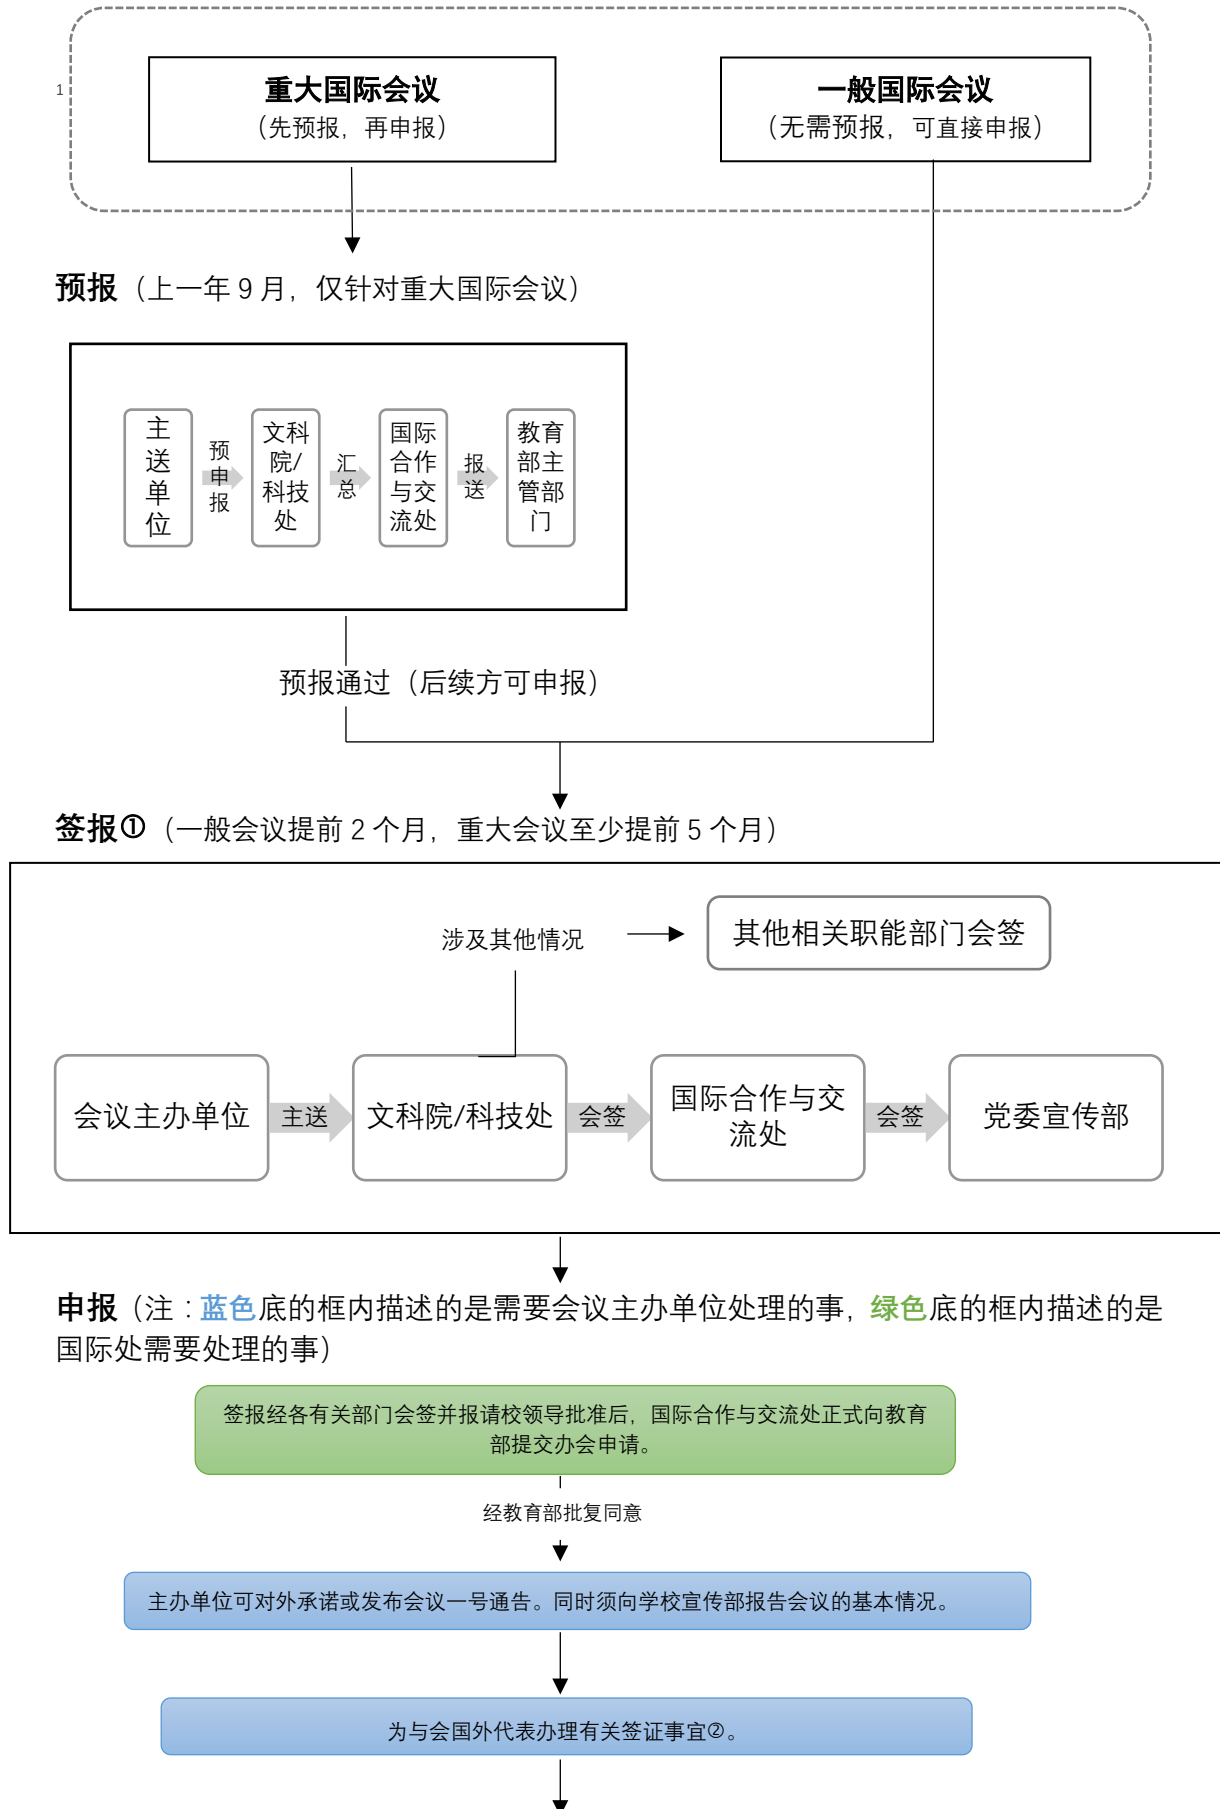 1
重大国际会议
（先预报，再申报）
一般国际会议
（无需预报，可直接申报）
预报（上一年 9 月，仅针对重大国际会议）
主
送
单
位
预
申
报
文科
院/
科技
处
汇
总
国际
合作
与交
流处
报
送
教育
部主
管部
门
预报通过（后续方可申报）
签报①（一般会议提前 2 个月，重大会议至少提前 5 个月）
涉及其他情况
其他相关职能部门会签
会议主办单位
主送
文科院/科技处
会签
国际合作与交
流处
会签
党委宣传部
申报（注：蓝色底的框内描述的是需要会议主办单位处理的事，绿色底的框内描述的是
国际处需要处理的事）
签报经各有关部门会签并报请校领导批准后，国际合作与交流处正式向教育
部提交办会申请。
经教育部批复同意
主办单位可对外承诺或发布会议一号通告。同时须向学校宣传部报告会议的基本情况。
为与会国外代表办理有关签证事宜②。